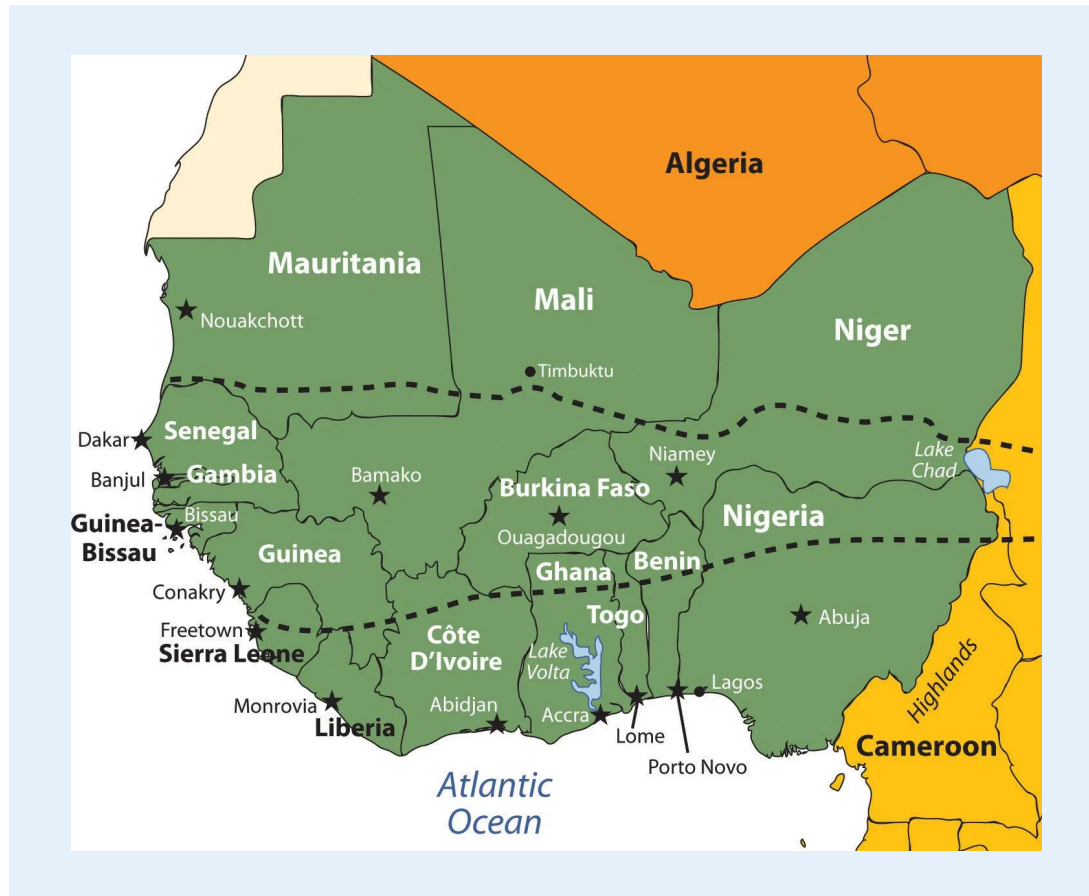 Algeria
Mauritania
Mali
Nouakchott
Niger
Timbuktu
Dakar
Senegal
Lake
Chad
Niamey
Banjul
Gambia
Bamako
Burkina Faso
Bissau
Guinea-
Bissau
Nigeria
Ouagadougou
Guinea
Benin
Ghana
Conakry
Togo
Abuja
Freetown
Sierra Leone
Côte
D'Ivoire
Lake
Volta
Highlands
Lagos
Monrovia
Liberia
Abidjan
Accra
Lome
Cameroon
Porto Novo
Atlantic
Ocean